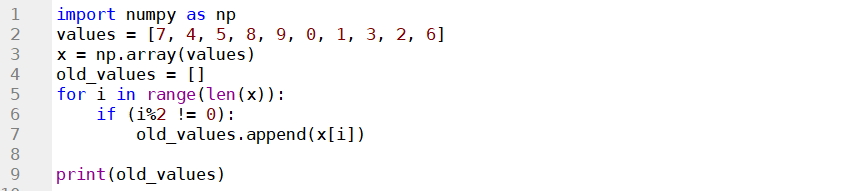 1 import numpy as np
2 values = [7, 4, 5, 8, 9, 0, 1, 3, 2, 6]
3 x = np.array(values)
4 old_values = []
5 for i in range(len(x)):
6     if (i%2 != 0):
7         old_values.append(x[i])
8
9 print(old_values)
10